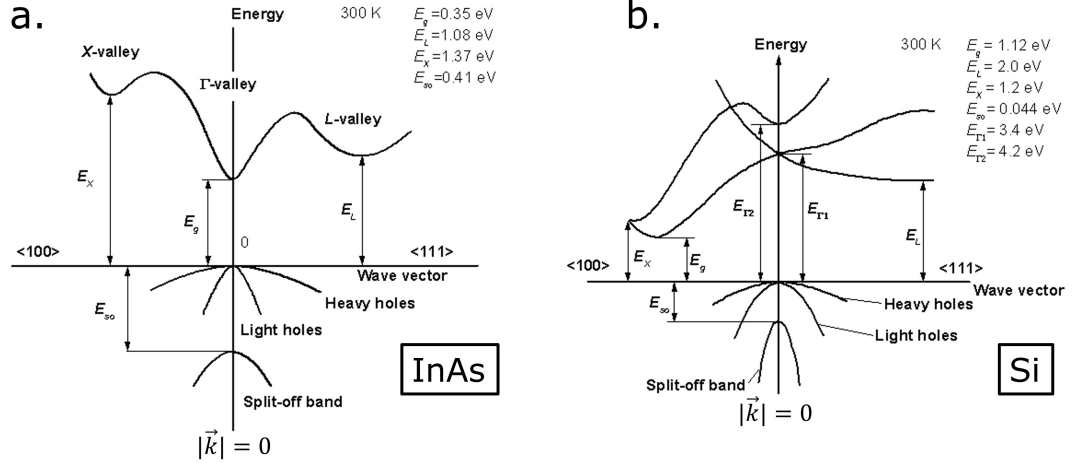 a.
Energy
300 K
E_g=0.35 eV
E_L=1.08 eV
E_X=1.37 eV
E_so=0.41 eV
X-valley
Γ-valley
L-valley
E_X
E_g
E_L
0
<100>
<111>
Wave vector
E_so
Heavy holes
Light holes
Split-off band
InAs
|k⃗| = 0
b.
Energy
300 K
E_g = 1.12 eV
E_L = 2.0 eV
E_X = 1.2 eV
E_so = 0.044 eV
E_Γ1 = 3.4 eV
E_Γ2 = 4.2 eV
E_Γ2
E_Γ1
E_L
E_X
E_g
<100>
<111>
Wave vector
E_so
Heavy holes
Light holes
Split-off band
Si
|k⃗| = 0